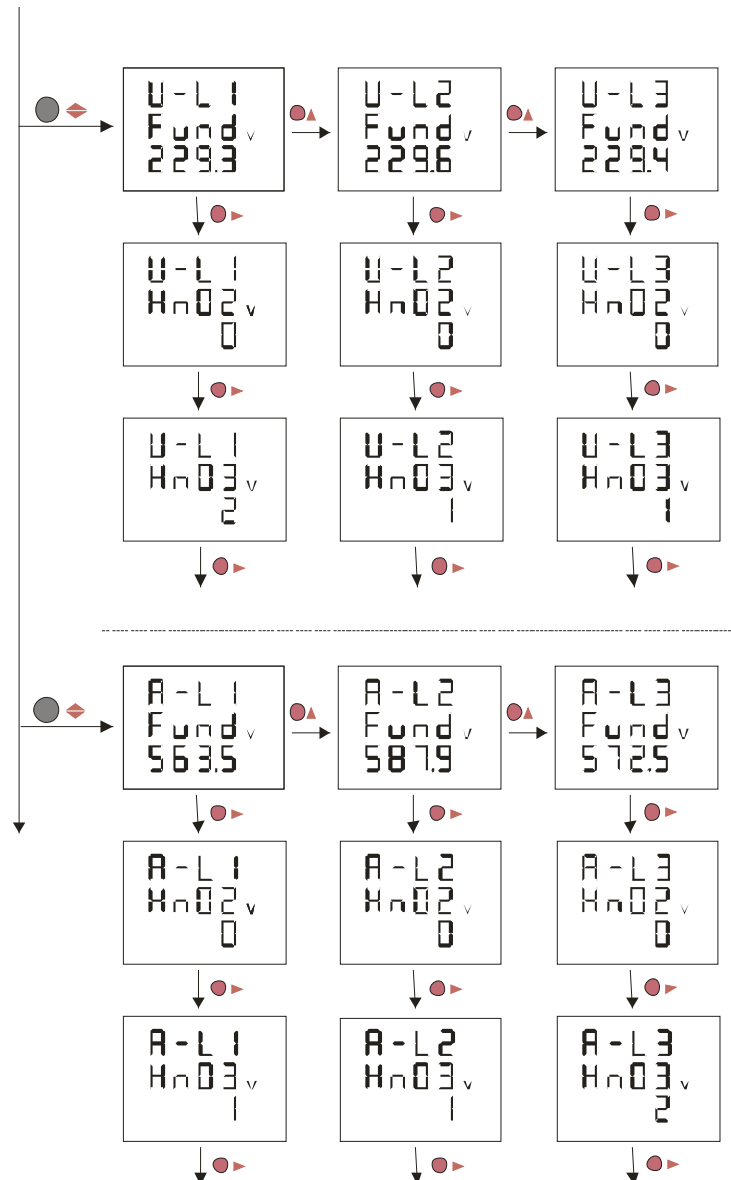 U-L1
Fund v
229.3
U-L2
Fund v
229.6
U-L3
Fund v
229.4
U-L1
Hn02 v
0
U-L2
Hn02 v
0
U-L3
Hn02 v
0
U-L1
Hn03 v
2
U-L2
Hn03 v
1
U-L3
Hn03 v
1
A-L1
Fund v
563.5
A-L2
Fund v
587.9
A-L3
Fund v
572.5
A-L1
Hn02 v
0
A-L2
Hn02 v
0
A-L3
Hn02 v
0
A-L1
Hn03 v
1
A-L2
Hn03 v
1
A-L3
Hn03 v
2